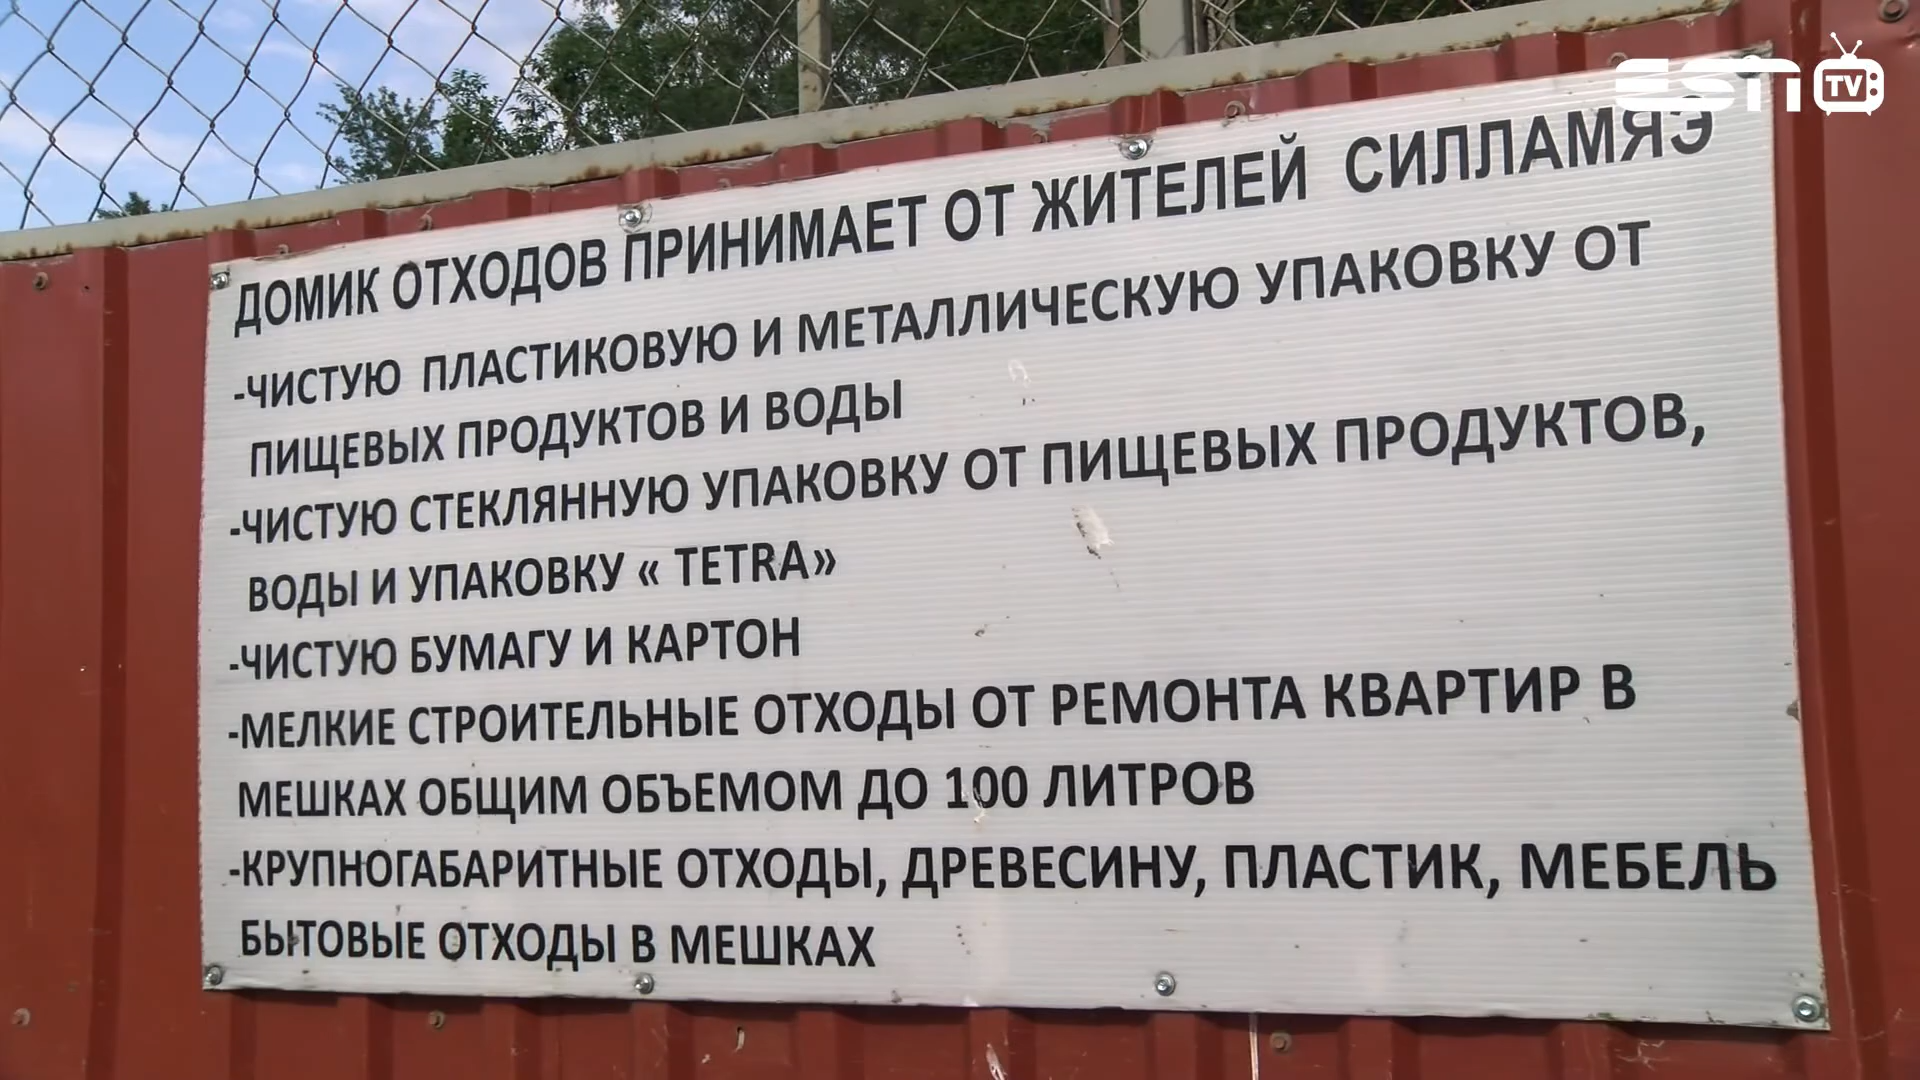 ESTI TV
ДОМИК ОТХОДОВ ПРИНИМАЕТ ОТ ЖИТЕЛЕЙ СИЛЛАМЯЭ
-ЧИСТУЮ ПЛАСТИКОВУЮ И МЕТАЛЛИЧЕСКУЮ УПАКОВКУ ОТ
ПИЩЕВЫХ ПРОДУКТОВ И ВОДЫ
-ЧИСТУЮ СТЕКЛЯННУЮ УПАКОВКУ ОТ ПИЩЕВЫХ ПРОДУКТОВ,
ВОДЫ И УПАКОВКУ « TETRA»
-ЧИСТУЮ БУМАГУ И КАРТОН
-МЕЛКИЕ СТРОИТЕЛЬНЫЕ ОТХОДЫ ОТ РЕМОНТА КВАРТИР В
МЕШКАХ ОБЩИМ ОБЪЕМОМ ДО 100 ЛИТРОВ
-КРУПНОГАБАРИТНЫЕ ОТХОДЫ, ДРЕВЕСИНУ, ПЛАСТИК, МЕБЕЛЬ
БЫТОВЫЕ ОТХОДЫ В МЕШКАХ